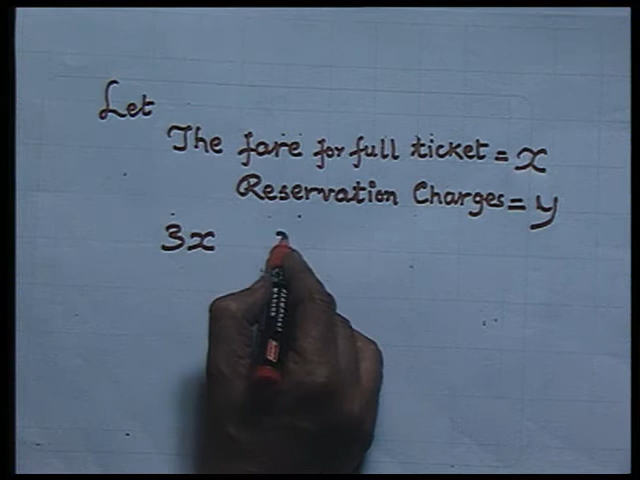 Let
The fare for full ticket = x
Reservation Charges = y
3x